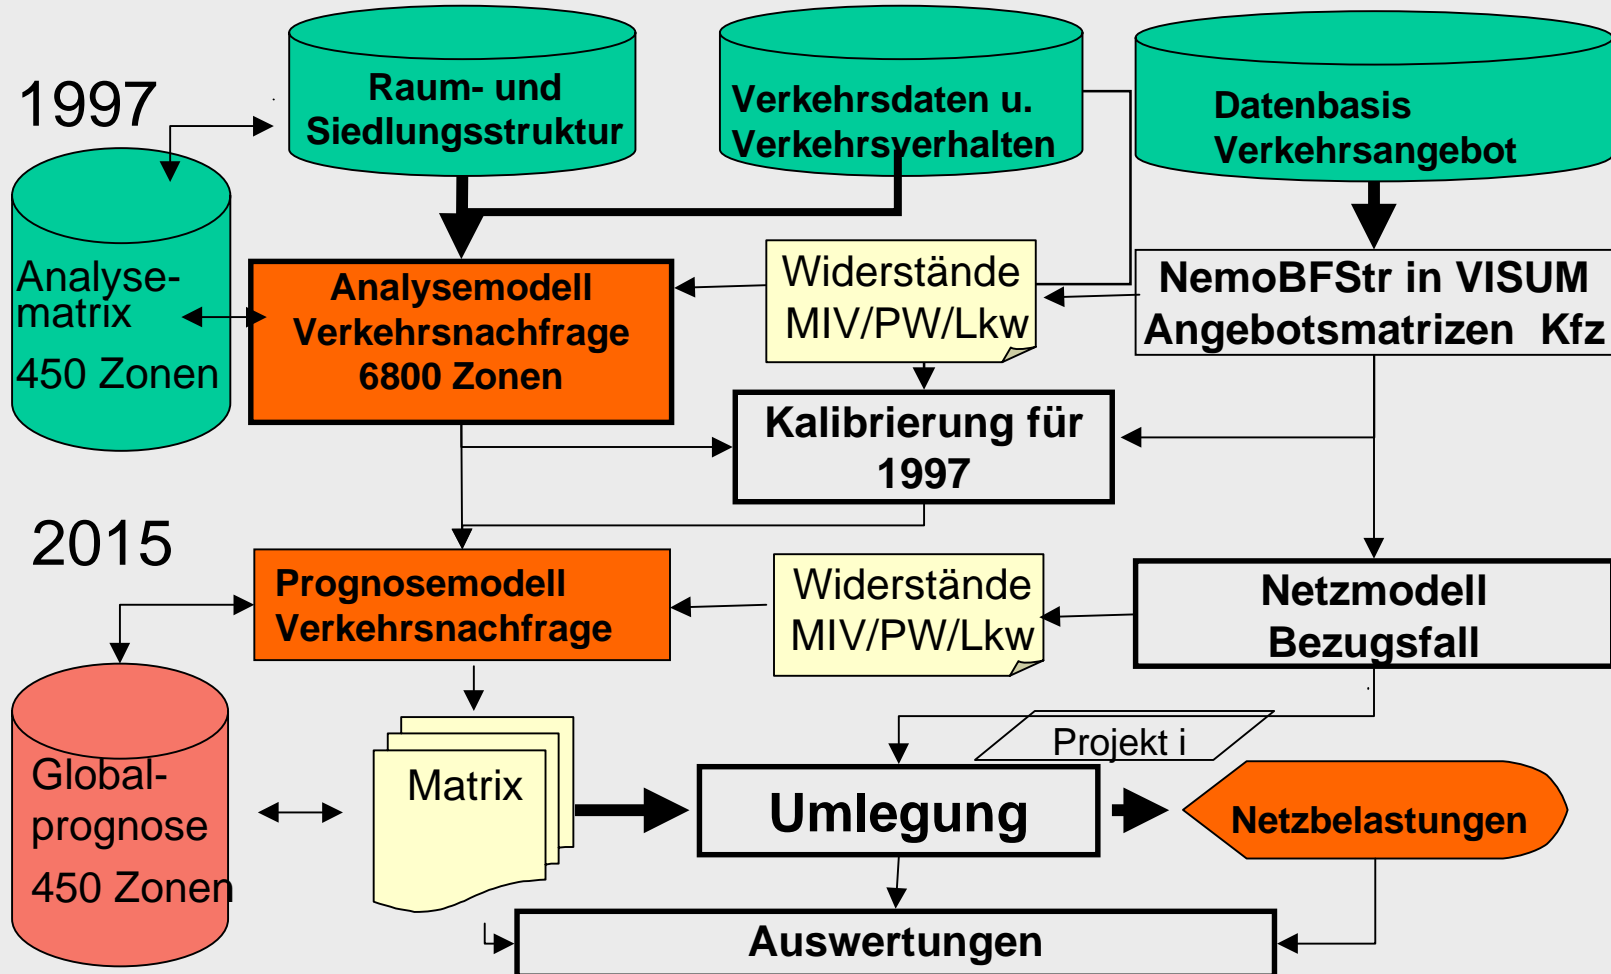 1997
Raum- und
Siedlungsstruktur
Verkehrsdaten u.
Verkehrsverhalten
Datenbasis
Verkehrsangebot
Analyse-
matrix
450 Zonen
Analysemodell
Verkehrsnachfrage
6800 Zonen
Widerstände
MIV/PW/Lkw
NemoBFStr in VISUM
Angebotsmatrizen Kfz
Kalibrierung für
1997
2015
Prognosemodell
Verkehrsnachfrage
Widerstände
MIV/PW/Lkw
Netzmodell
Bezugsfall
Global-
prognose
450 Zonen
Matrix
Projekt i
Umlegung
Netzbelastungen
Auswertungen